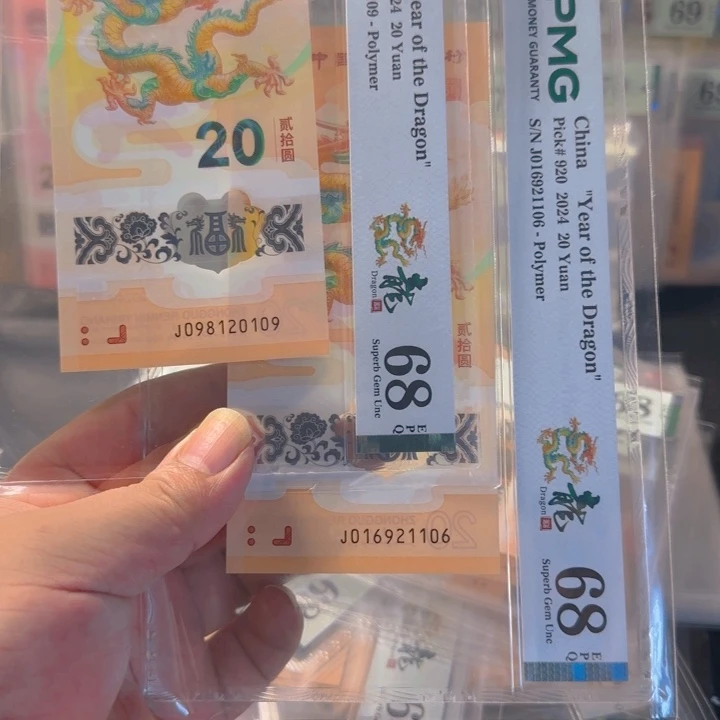 20
贰拾圆
J098120109
贰拾圆
J016921106
Year of the Dragon"
24 20 Yuan
09 - Polymer
Dragon
龍
68
Superb Gem Unc
EPQ
PMG
MONEY GUARANTY
China "Year of the Dragon"
Pick# 920 2024 20 Yuan
S/N J016921106 - Polymer
Dragon
龍
68
Superb Gem Unc
EPQ
69